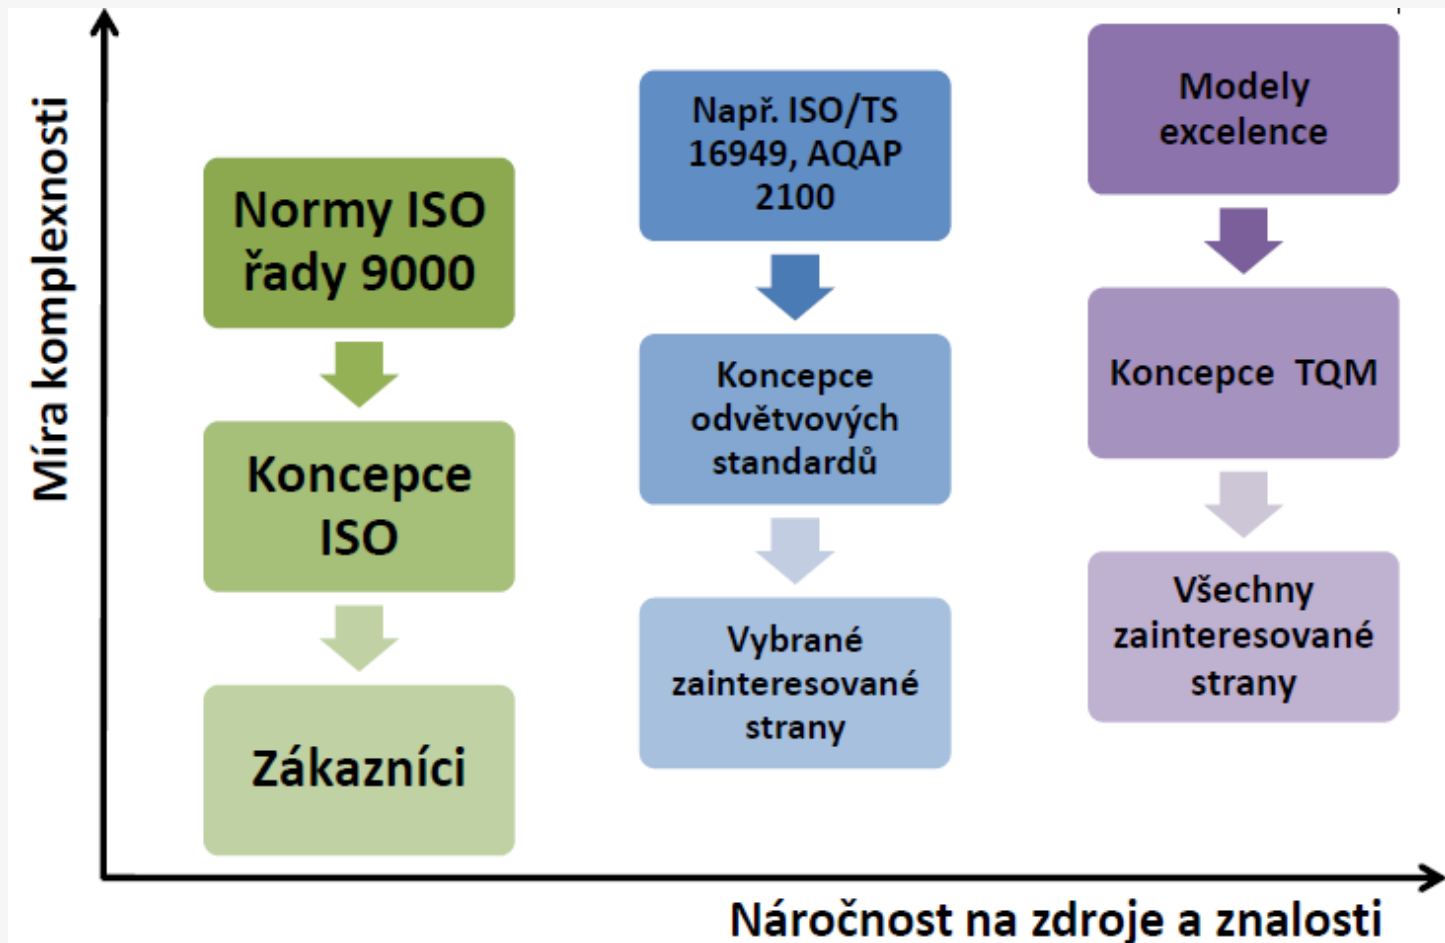 Míra komplexnosti
Normy ISO
řady 9000
Koncepce
ISO
Zákazníci
Např. ISO/TS
16949, AQAP
2100
Koncepce
odvětvových
standardů
Vybrané
zainteresované
strany
Modely
excelence
Koncepce TQM
Všechny
zainteresované
strany
Náročnost na zdroje a znalosti